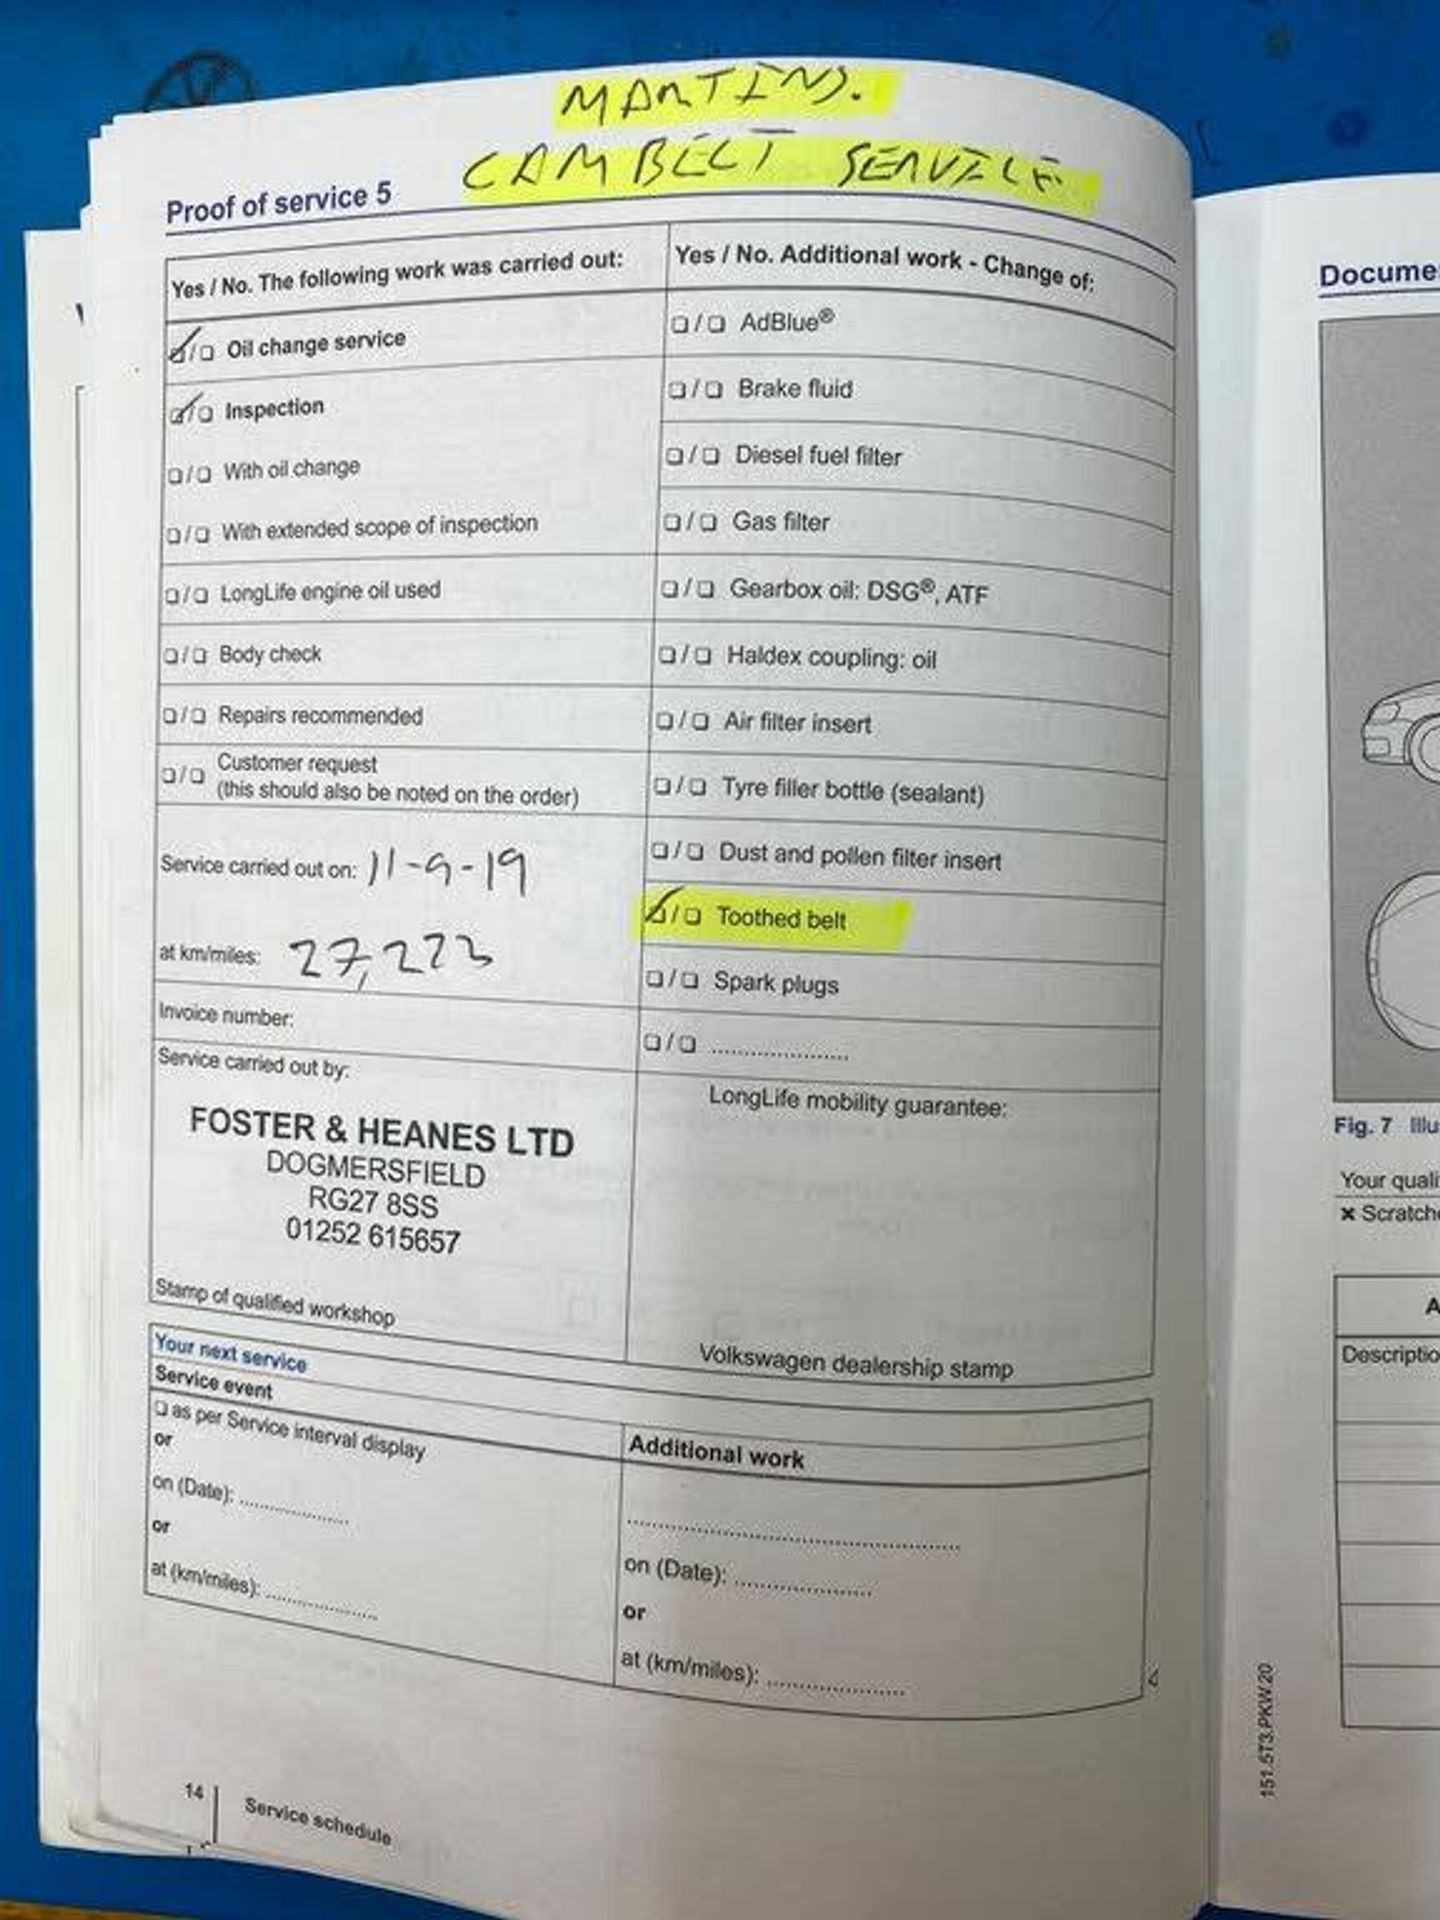 MARTINS.
CAMBELT SERVICE
Proof of service 5
Yes / No. The following work was carried out:
☑/❏ Oil change service
☑/❏ Inspection
❏/❏ With oil change
❏/❏ With extended scope of inspection
❏/❏ LongLife engine oil used
❏/❏ Body check
❏/❏ Repairs recommended
❏/❏ Customer request
(this should also be noted on the order)
Service carried out on: 11-9-19
at km/miles: 27,223
Invoice number:
Service carried out by:
FOSTER & HEANES LTD
DOGMERSFIELD
RG27 8SS
01252 615657
Stamp of qualified workshop
Yes / No. Additional work - Change of:
❏/❏ AdBlue®
❏/❏ Brake fluid
❏/❏ Diesel fuel filter
❏/❏ Gas filter
❏/❏ Gearbox oil: DSG®, ATF
❏/❏ Haldex coupling: oil
❏/❏ Air filter insert
❏/❏ Tyre filler bottle (sealant)
❏/❏ Dust and pollen filter insert
☑/❏ Toothed belt
❏/❏ Spark plugs
❏/❏ ....................
LongLife mobility guarantee:
Volkswagen dealership stamp
Your next service
Service event
❏ as per Service interval display
or
on (Date): ................
or
at (km/miles): ................
Additional work
................................................
on (Date): ....................
or
at (km/miles): ....................
14
Service schedule
Docume
Fig. 7 Illu
Your quali
× Scratche
A
Descriptio
151.5T3.PKW.20